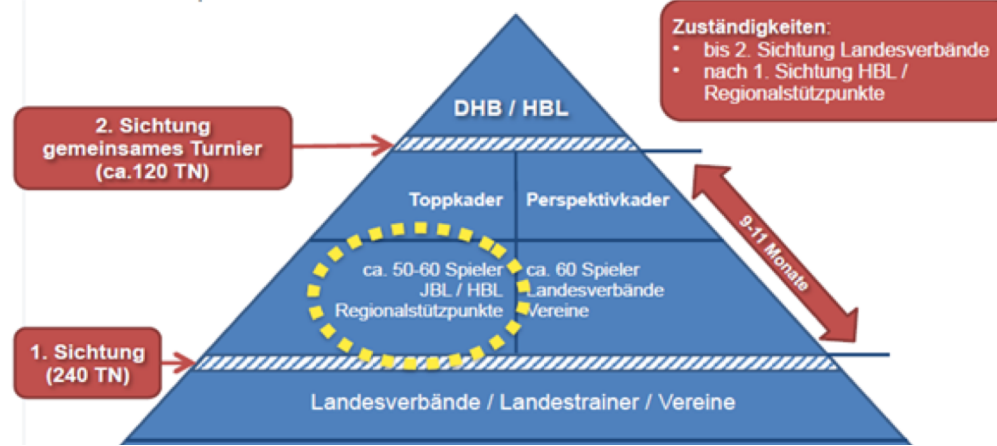 Zuständigkeiten:
• bis 2. Sichtung Landesverbände
• nach 1. Sichtung HBL /
Regionalstützpunkte
DHB / HBL
2. Sichtung
gemeinsames Turnier
(ca.120 TN)
Toppkader
Perspektivkader
9-11 Monate
ca. 50-60 Spieler
JBL / HBL
Regionalstützpunkte
ca. 60 Spieler
Landesverbände
Vereine
1. Sichtung
(240 TN)
Landesverbände / Landestrainer / Vereine